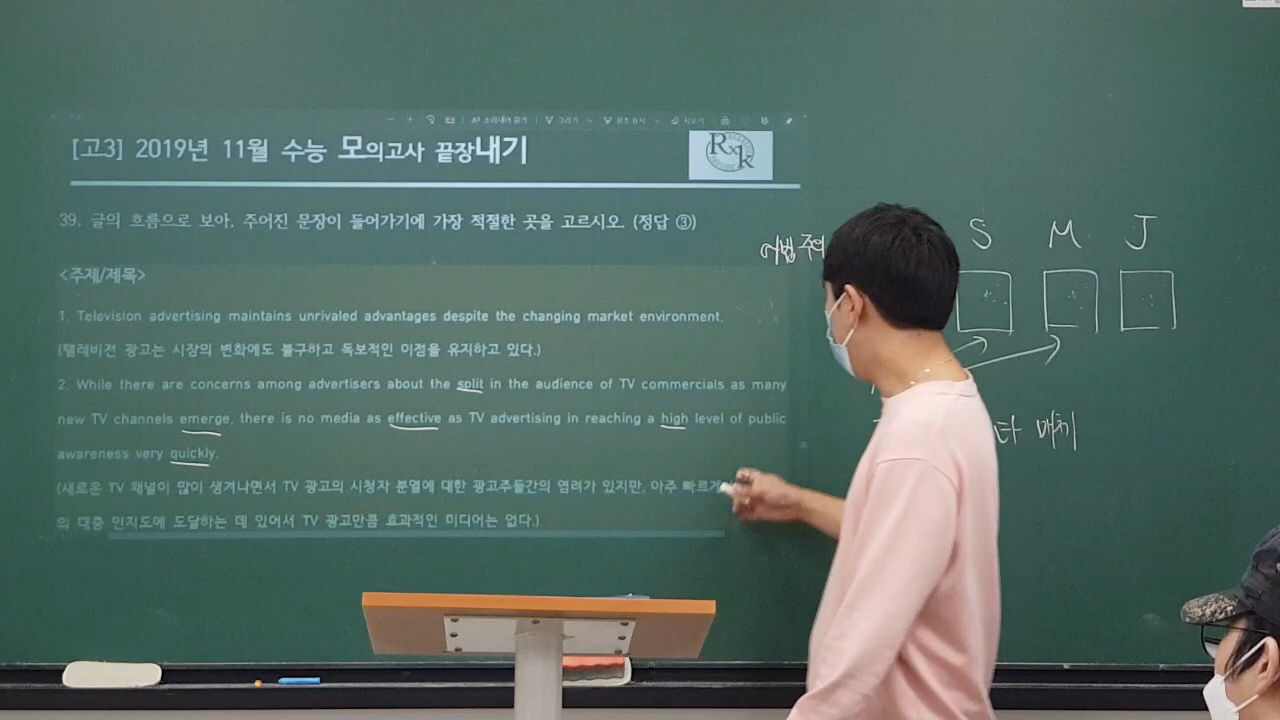 [고3] 2019년 11월 수능 모의고사 끝장내기
Rxk
39. 글의 흐름으로 보아, 주어진 문장이 들어가기에 가장 적절한 곳을 고르시오. (정답 ③)
어법 주의
S M J
<주제/제목>
1. Television advertising maintains unrivaled advantages despite the changing market environment.
(텔레비전 광고는 시장의 변화에도 불구하고 독보적인 이점을 유지하고 있다.)
2. While there are concerns among advertisers about the split in the audience of TV commercials as many
new TV channels emerge, there is no media as effective as TV advertising in reaching a high level of public
awareness very quickly.
(새로운 TV 채널이 많이 생겨나면서 TV 광고의 시청자 분열에 대한 광고주들간의 염려가 있지만, 아주 빠르게
의 대중 인지도에 도달하는 데 있어서 TV 광고만큼 효과적인 미디어는 없다.)